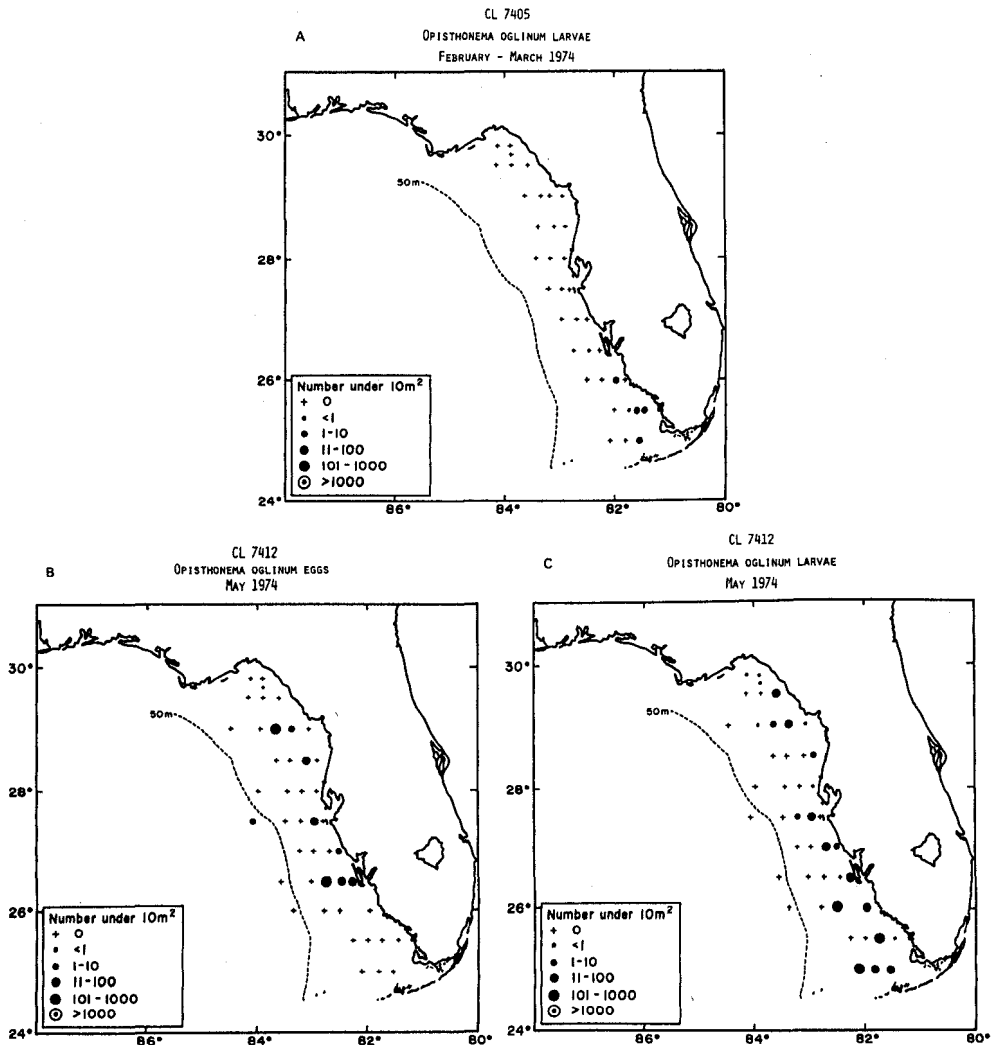 CL 7405
A
OPISTHONEMA OGLINUM LARVAE
FEBRUARY - MARCH 1974
30°
50m
28°
26°
24°
86°
84°
82°
80°
Number under 10m²
+ 0
<1
1-10
11-100
101-1000
>1000
CL 7412
B
OPISTHONEMA OGLINUM EGGS
MAY 1974
30°
50m
28°
26°
24°
86°
84°
82°
80°
Number under 10m²
+ 0
<1
1-10
11-100
101-1000
>1000
CL 7412
C
OPISTHONEMA OGLINUM LARVAE
MAY 1974
30°
50m
28°
26°
24°
86°
84°
82°
80°
Number under 10m²
+ 0
<1
1-10
11-100
101-1000
>1000